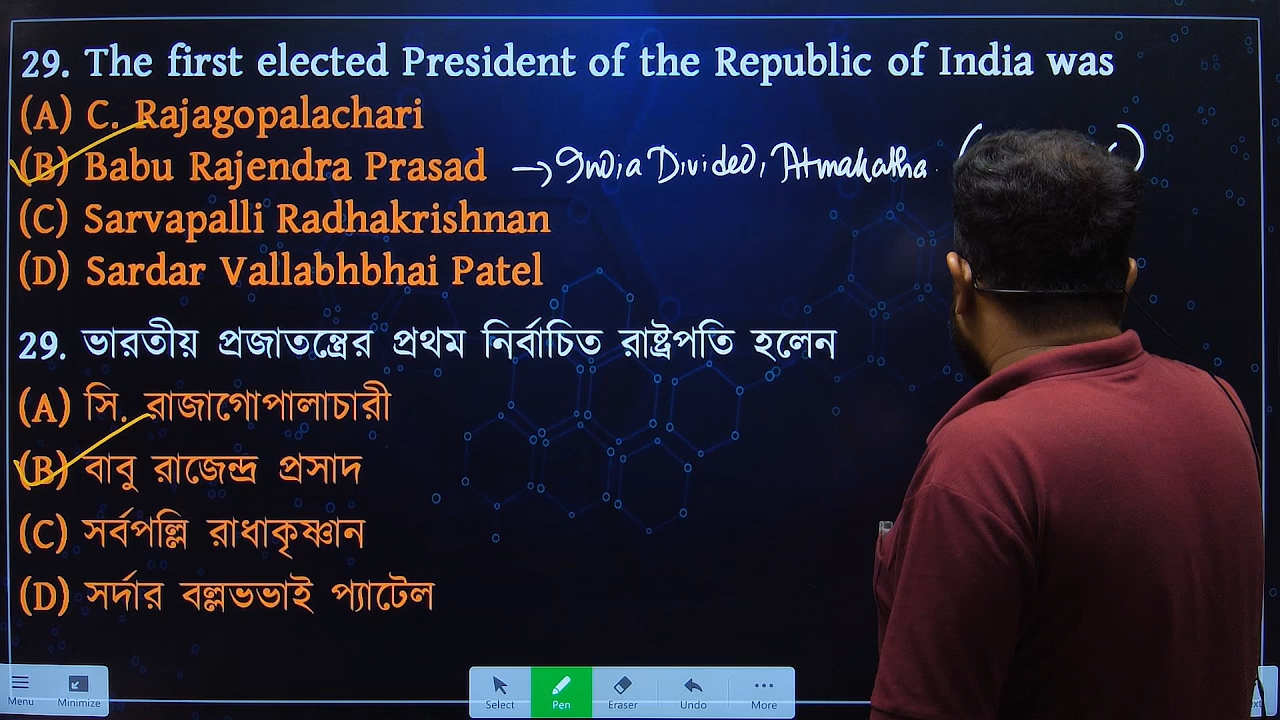 29. The first elected President of the Republic of India was
(A) C. Rajagopalachari
(B) Babu Rajendra Prasad → India Divided, Atmakatha (
(C) Sarvapalli Radhakrishnan
(D) Sardar Vallabhbhai Patel
29. ভারতীয় প্রজাতন্ত্রের প্রথম নির্বাচিত রাষ্ট্রপতি হলেন
(A) সি. রাজাগোপালাচারী
(B) বাবু রাজেন্দ্র প্রসাদ
(C) সর্বপল্লি রাধাকৃষ্ণান
(D) সর্দার বল্লভভাই প্যাটেল
Menu Minimize Select Pen Eraser Undo More